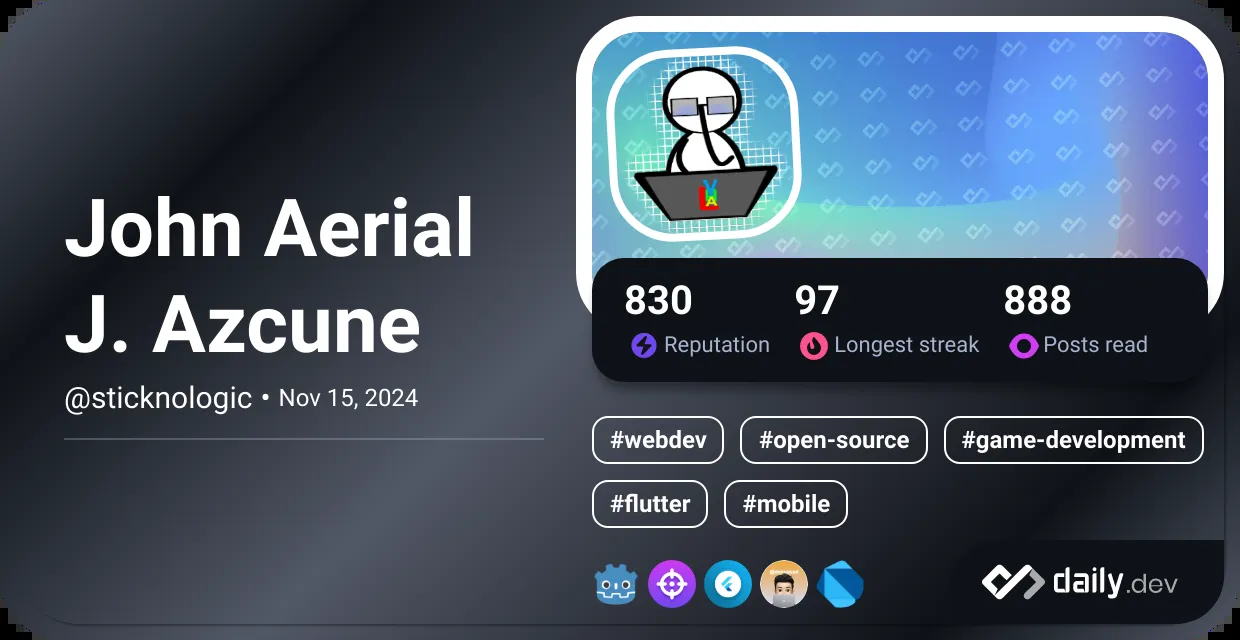 John Aerial
J. Azcune
@sticknologic • Nov 15, 2024
VLA
830 97 888
Reputation Longest streak Posts read
#webdev #open-source #game-development
#flutter #mobile
daily.dev